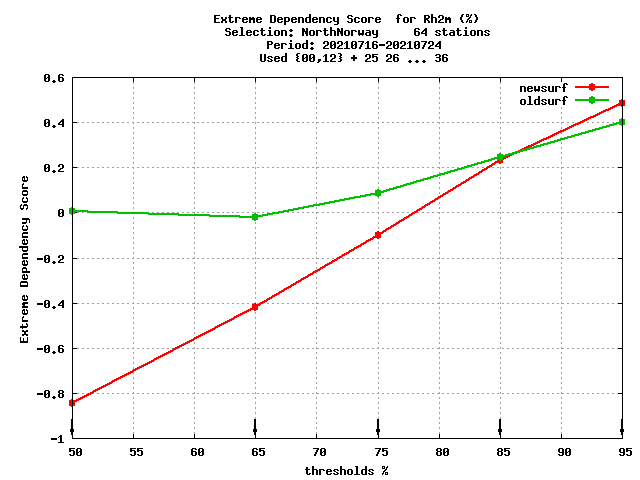 Extreme Dependency Score  for Rh2m (%)
Selection: NorthNorway     64 stations
Period: 20210716-20210724
Used {00,12} + 25 26 ... 36
newsurf
oldsurf
Extreme Dependency Score
0.6
0.4
0.2
0
-0.2
-0.4
-0.6
-0.8
-1
50 55 60 65 70 75 80 85 90 95
thresholds %